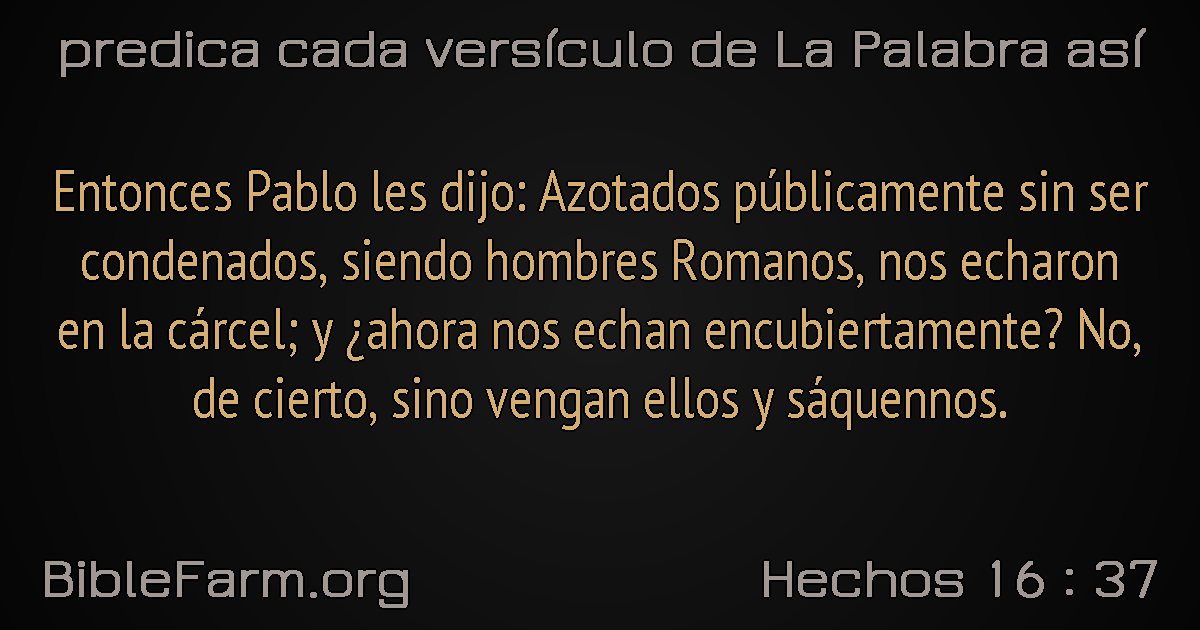 predica cada versículo de La Palabra así
Entonces Pablo les dijo: Azotados públicamente sin ser
condenados, siendo hombres Romanos, nos echaron
en la cárcel; y ¿ahora nos echan encubiertamente? No,
de cierto, sino vengan ellos y sáquennos.
BibleFarm.org
Hechos 16 : 37